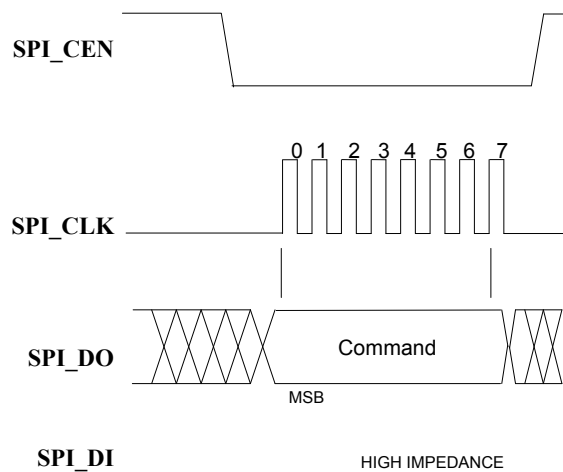 SPI_CEN
0 1 2 3 4 5 6 7
SPI_CLK
SPI_DO
Command
MSB
SPI_DI
HIGH IMPEDANCE